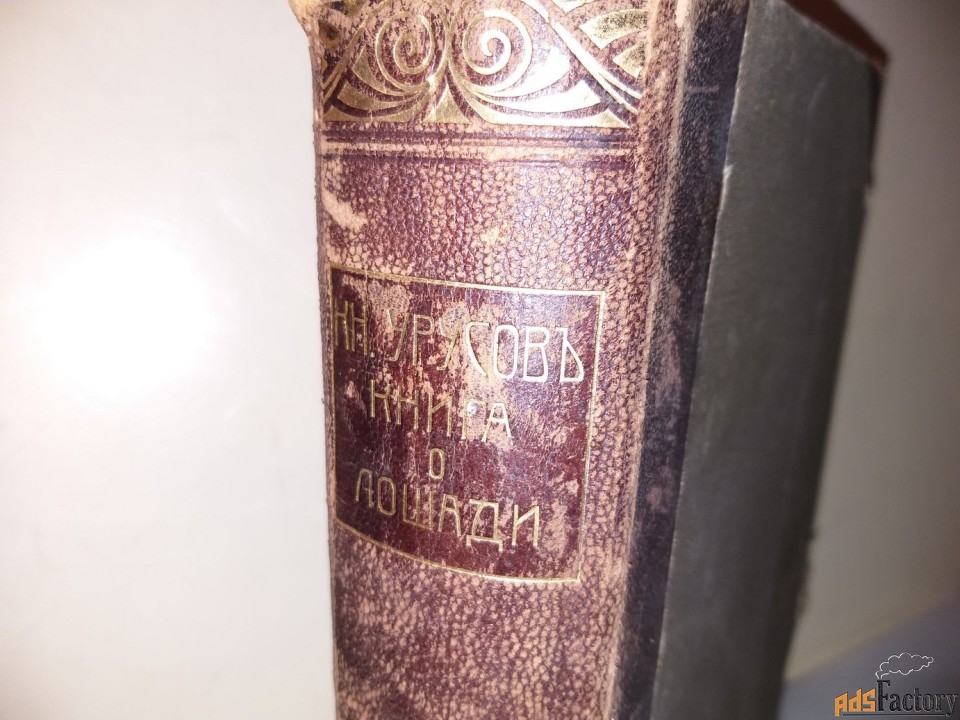 КН. УРУСОВЪ
КНИГА
О
ЛОШАДИ
AdsFactory